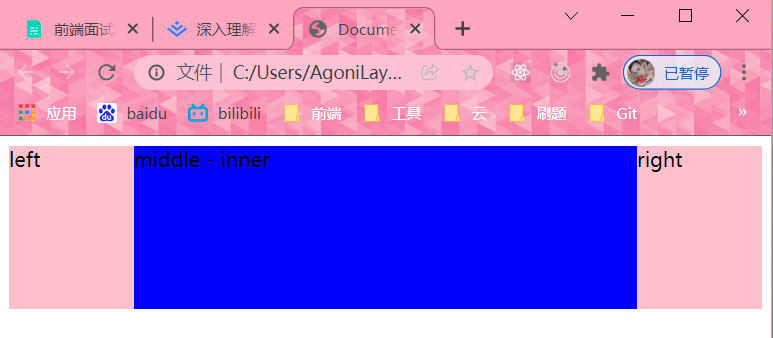 前端面试 深入理解 Docume
文件 C:/Users/AgoniLay... 已暂停
应用 baidu bilibili 前端 工具 云 刷题 Git »
left middle - inner right